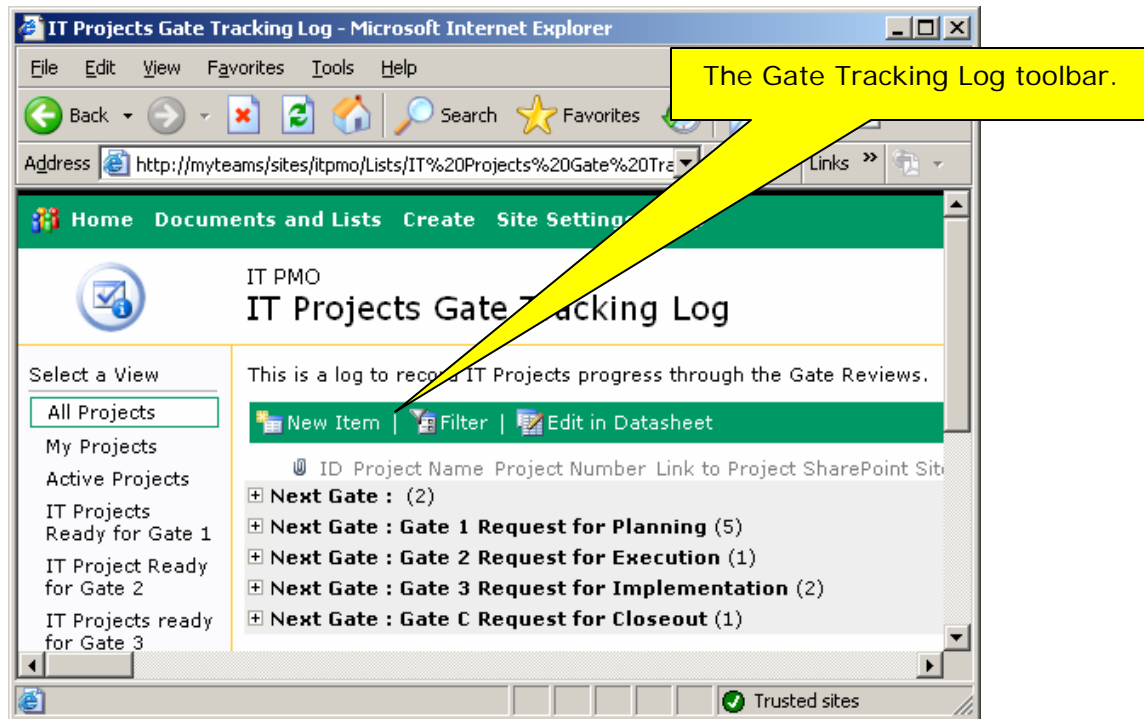 IT Projects Gate Tracking Log - Microsoft Internet Explorer
File Edit View Favorites Tools Help
The Gate Tracking Log toolbar.
Back Search Favorites
Address http://myteams/sites/itpmo/Lists/IT%20Projects%20Gate%20Tra Links »
Home Documents and Lists Create Site Settings
IT PMO
IT Projects Gate Tracking Log
Select a View
This is a log to record IT Projects progress through the Gate Reviews.
All Projects
New Item | Filter | Edit in Datasheet
My Projects
ID Project Name Project Number Link to Project SharePoint Sit
Active Projects
Next Gate : (2)
IT Projects
Ready for Gate 1
Next Gate : Gate 1 Request for Planning (5)
Next Gate : Gate 2 Request for Execution (1)
IT Project Ready
for Gate 2
Next Gate : Gate 3 Request for Implementation (2)
IT Projects ready
for Gate 3
Next Gate : Gate C Request for Closeout (1)
Trusted sites